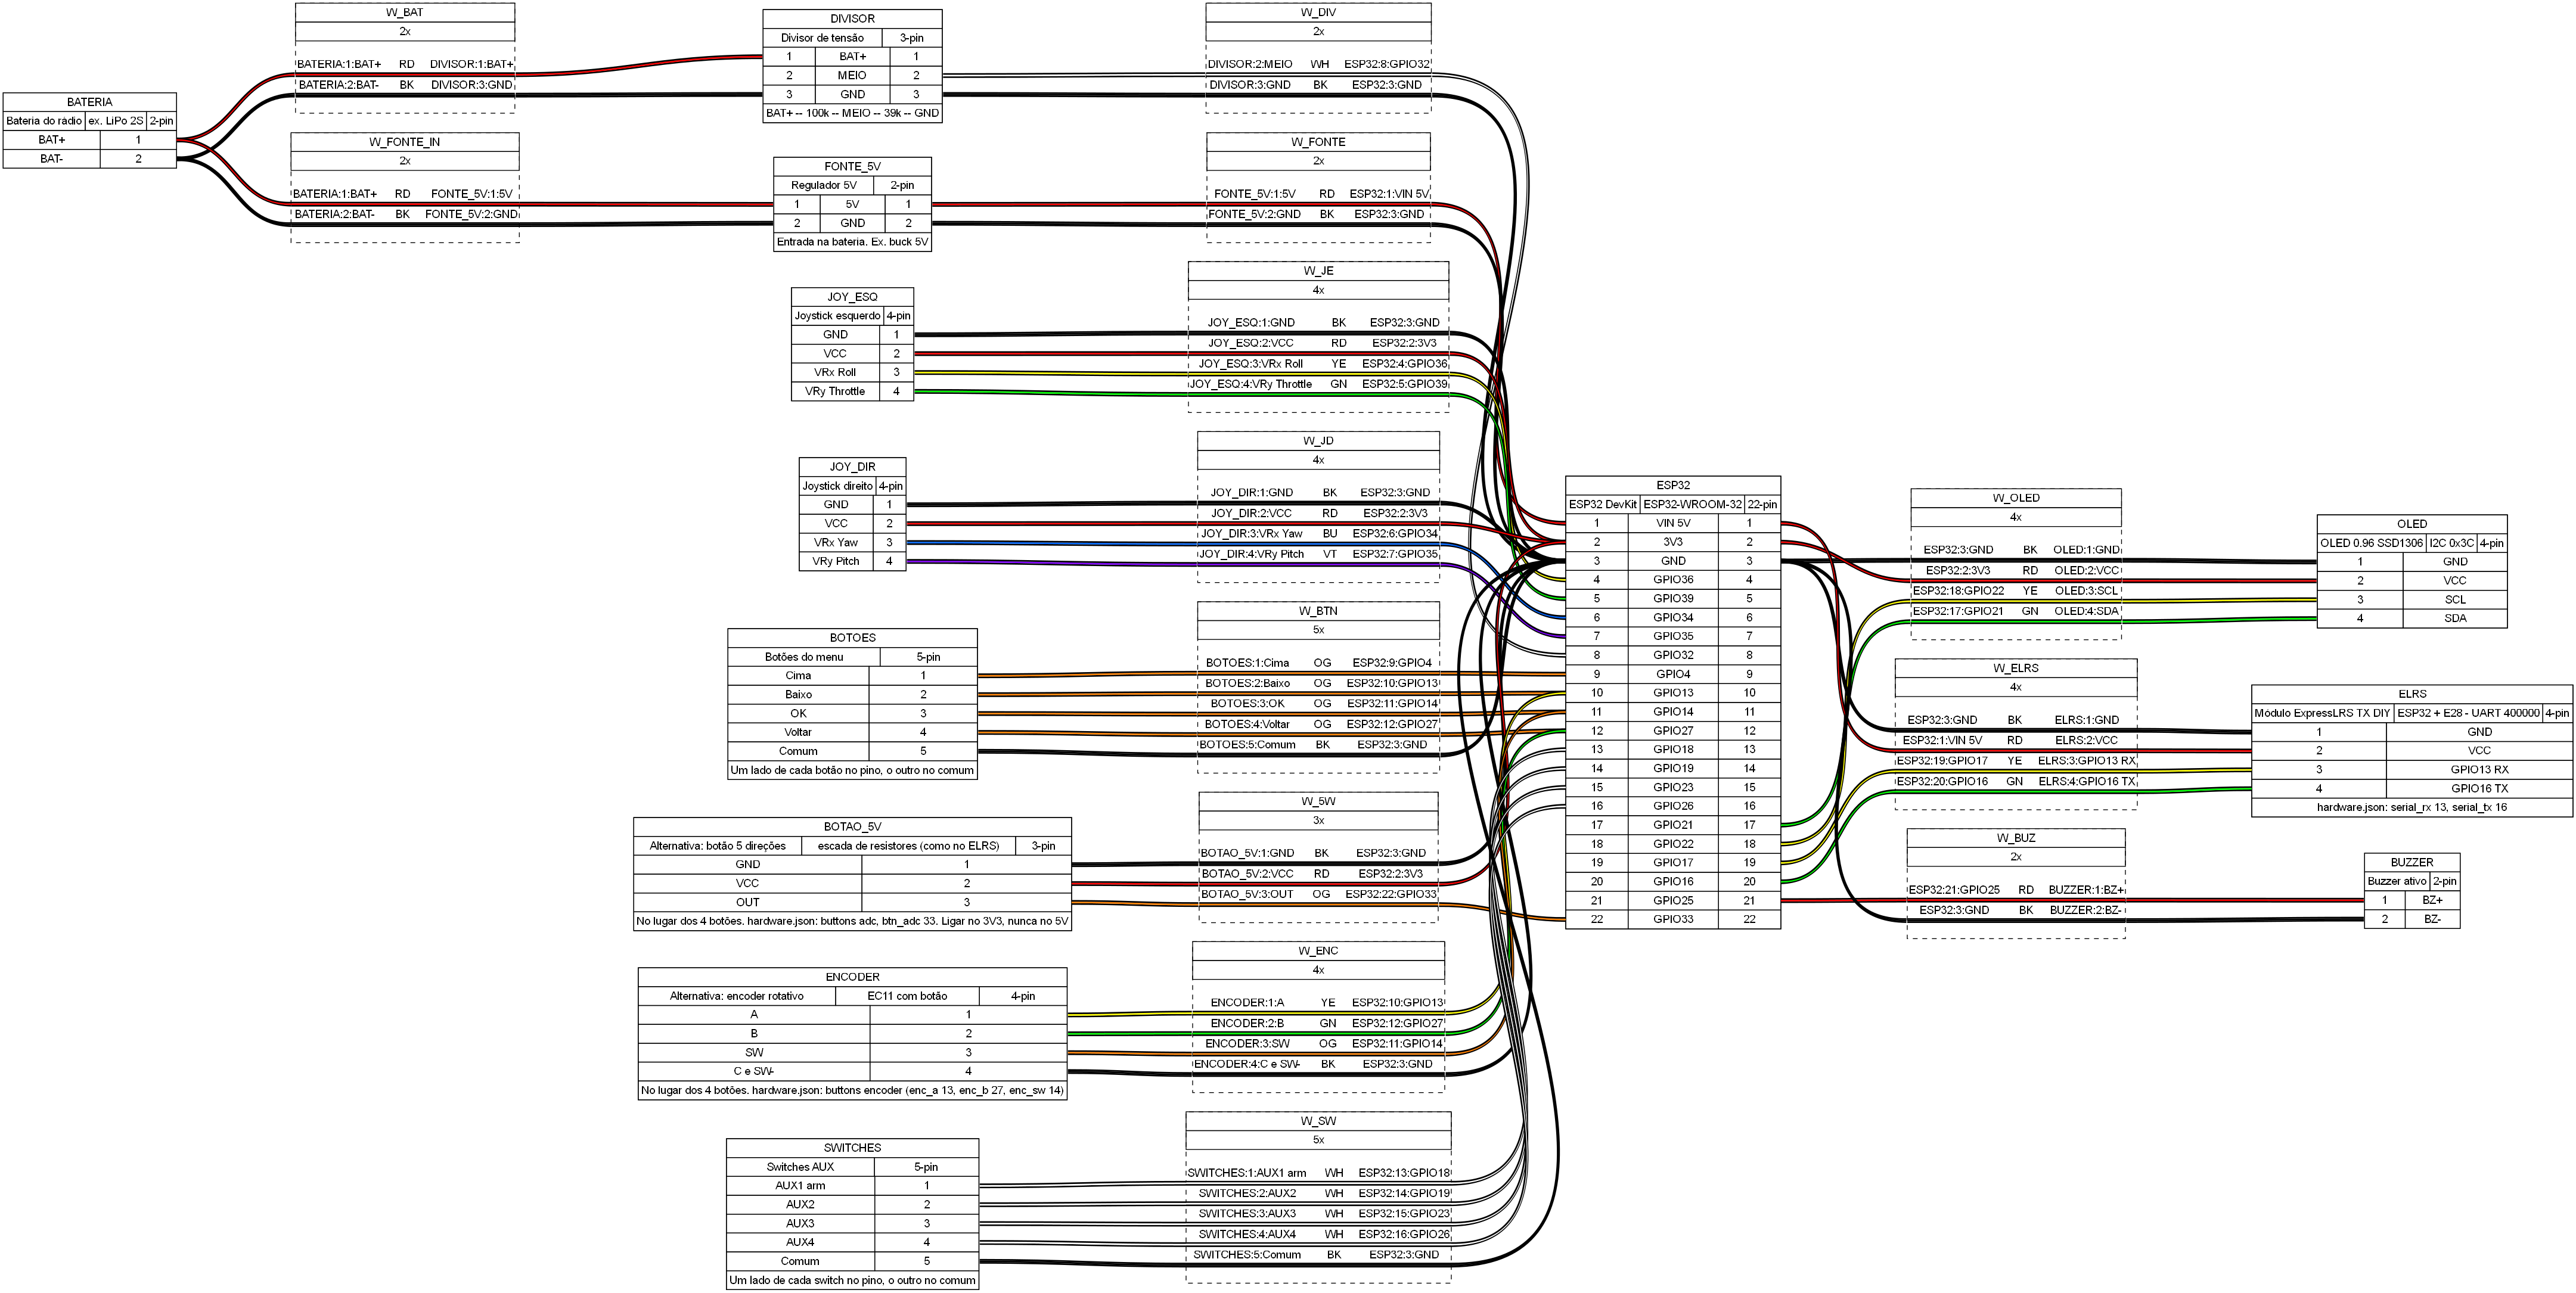 W_BAT
2x
BATERIA:1:BAT+ RD DIVISOR:1:BAT+
BATERIA:2:BAT- BK DIVISOR:3:GND
DIVISOR
Divisor de tensão 3-pin
1 BAT+ 1
2 MEIO 2
3 GND 3
BAT+ -- 100k -- MEIO -- 39k -- GND
W_DIV
2x
DIVISOR:2:MEIO WH ESP32:8:GPIO32
DIVISOR:3:GND BK ESP32:3:GND
BATERIA
Bateria do rádio ex. LiPo 2S 2-pin
BAT+ 1
BAT- 2
W_FONTE_IN
2x
BATERIA:1:BAT+ RD FONTE_5V:1:5V
BATERIA:2:BAT- BK FONTE_5V:2:GND
FONTE_5V
Regulador 5V 2-pin
1 5V 1
2 GND 2
Entrada na bateria. Ex. buck 5V
W_FONTE
2x
FONTE_5V:1:5V RD ESP32:1:VIN 5V
FONTE_5V:2:GND BK ESP32:3:GND
JOY_ESQ
Joystick esquerdo 4-pin
GND 1
VCC 2
VRx Roll 3
VRy Throttle 4
W_JE
4x
JOY_ESQ:1:GND BK ESP32:3:GND
JOY_ESQ:2:VCC RD ESP32:2:3V3
JOY_ESQ:3:VRx Roll YE ESP32:4:GPIO36
JOY_ESQ:4:VRy Throttle GN ESP32:5:GPIO39
JOY_DIR
Joystick direito 4-pin
GND 1
VCC 2
VRx Yaw 3
VRy Pitch 4
W_JD
4x
JOY_DIR:1:GND BK ESP32:3:GND
JOY_DIR:2:VCC RD ESP32:2:3V3
JOY_DIR:3:VRx Yaw BU ESP32:6:GPIO34
JOY_DIR:4:VRy Pitch VT ESP32:7:GPIO35
BOTOES
Botões do menu 5-pin
Cima 1
Baixo 2
OK 3
Voltar 4
Comum 5
Um lado de cada botão no pino, o outro no comum
W_BTN
5x
BOTOES:1:Cima OG ESP32:9:GPIO4
BOTOES:2:Baixo OG ESP32:10:GPIO13
BOTOES:3:OK OG ESP32:11:GPIO14
BOTOES:4:Voltar OG ESP32:12:GPIO27
BOTOES:5:Comum BK ESP32:3:GND
BOTAO_5V
Alternativa: botão 5 direções escada de resistores (como no ELRS) 3-pin
GND 1
VCC 2
OUT 3
No lugar dos 4 botões. hardware.json: buttons adc, btn_adc 33. Ligar no 3V3, nunca no 5V
W_5W
3x
BOTAO_5V:1:GND BK ESP32:3:GND
BOTAO_5V:2:VCC RD ESP32:2:3V3
BOTAO_5V:3:OUT OG ESP32:22:GPIO33
ENCODER
Alternativa: encoder rotativo EC11 com botão 4-pin
A 1
B 2
SW 3
C e SW- 4
No lugar dos 4 botões. hardware.json: buttons encoder (enc_a 13, enc_b 27, enc_sw 14)
W_ENC
4x
ENCODER:1:A YE ESP32:10:GPIO13
ENCODER:2:B GN ESP32:12:GPIO27
ENCODER:3:SW OG ESP32:11:GPIO14
ENCODER:4:C e SW- BK ESP32:3:GND
SWITCHES
Switches AUX 5-pin
AUX1 arm 1
AUX2 2
AUX3 3
AUX4 4
Comum 5
Um lado de cada switch no pino, o outro no comum
W_SW
5x
SWITCHES:1:AUX1 arm WH ESP32:13:GPIO18
SWITCHES:2:AUX2 WH ESP32:14:GPIO19
SWITCHES:3:AUX3 WH ESP32:15:GPIO23
SWITCHES:4:AUX4 WH ESP32:16:GPIO26
SWITCHES:5:Comum BK ESP32:3:GND
ESP32
ESP32 DevKit ESP32-WROOM-32 22-pin
1 VIN 5V 1
2 3V3 2
3 GND 3
4 GPIO36 4
5 GPIO39 5
6 GPIO34 6
7 GPIO35 7
8 GPIO32 8
9 GPIO4 9
10 GPIO13 10
11 GPIO14 11
12 GPIO27 12
13 GPIO18 13
14 GPIO19 14
15 GPIO23 15
16 GPIO26 16
17 GPIO21 17
18 GPIO22 18
19 GPIO17 19
20 GPIO16 20
21 GPIO25 21
22 GPIO33 22
W_OLED
4x
ESP32:3:GND BK OLED:1:GND
ESP32:2:3V3 RD OLED:2:VCC
ESP32:18:GPIO22 YE OLED:3:SCL
ESP32:17:GPIO21 GN OLED:4:SDA
OLED
OLED 0.96 SSD1306 I2C 0x3C 4-pin
1 GND
2 VCC
3 SCL
4 SDA
W_ELRS
4x
ESP32:3:GND BK ELRS:1:GND
ESP32:1:VIN 5V RD ELRS:2:VCC
ESP32:19:GPIO17 YE ELRS:3:GPIO13 RX
ESP32:20:GPIO16 GN ELRS:4:GPIO16 TX
ELRS
Módulo ExpressLRS TX DIY ESP32 + E28 - UART 400000 4-pin
1 GND
2 VCC
3 GPIO13 RX
4 GPIO16 TX
hardware.json: serial_rx 13, serial_tx 16
W_BUZ
2x
ESP32:21:GPIO25 RD BUZZER:1:BZ+
ESP32:3:GND BK BUZZER:2:BZ-
BUZZER
Buzzer ativo 2-pin
1 BZ+
2 BZ-